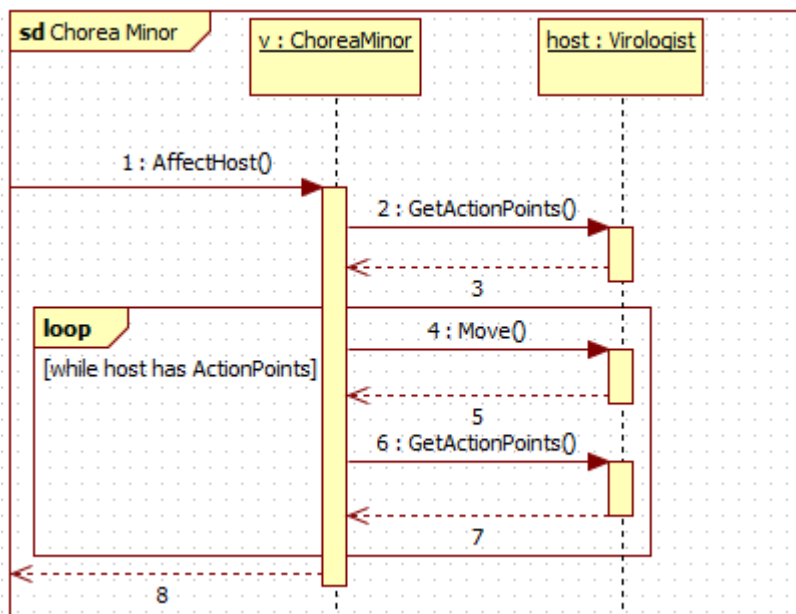 sd Chorea Minor
v : ChoreaMinor
host : Virologist
1 : AffectHost()
2 : GetActionPoints()
3
loop
4 : Move()
[while host has ActionPoints]
5
6 : GetActionPoints()
7
8